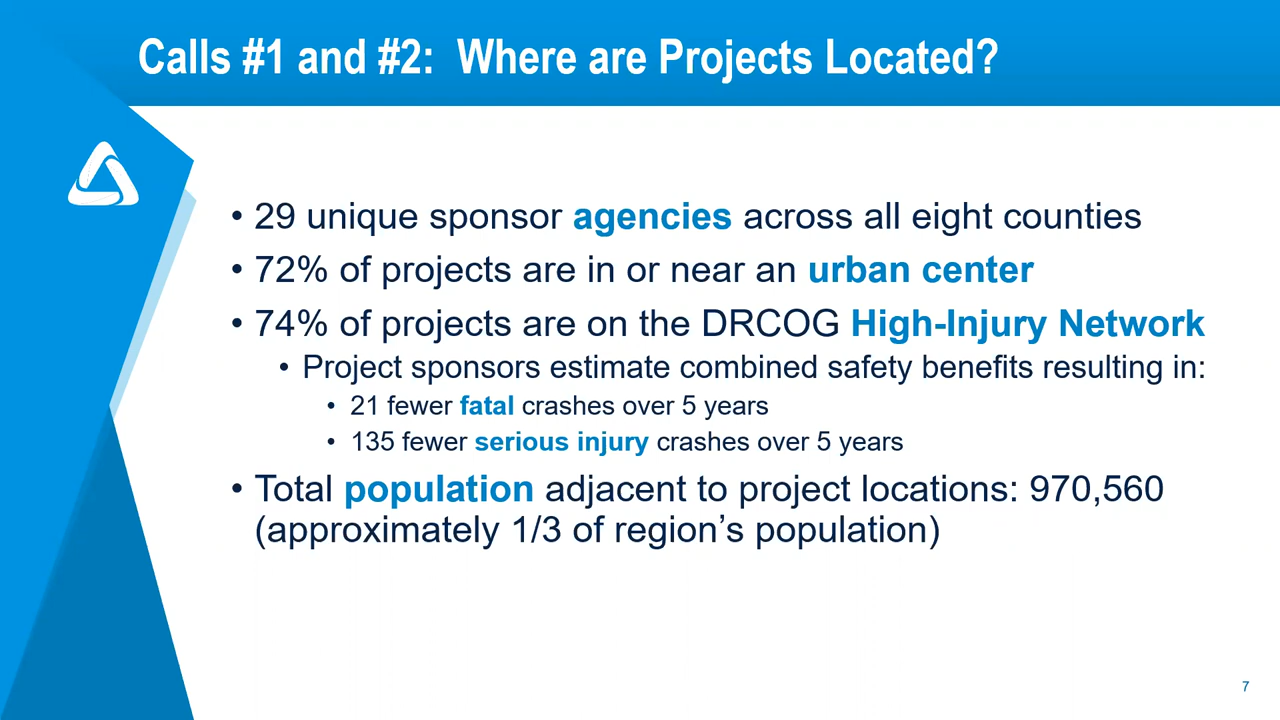 Calls #1 and #2:  Where are Projects Located?
• 29 unique sponsor agencies across all eight counties
• 72% of projects are in or near an urban center
• 74% of projects are on the DRCOG High-Injury Network
• Project sponsors estimate combined safety benefits resulting in:
• 21 fewer fatal crashes over 5 years
• 135 fewer serious injury crashes over 5 years
• Total population adjacent to project locations: 970,560
(approximately 1/3 of region’s population)
7